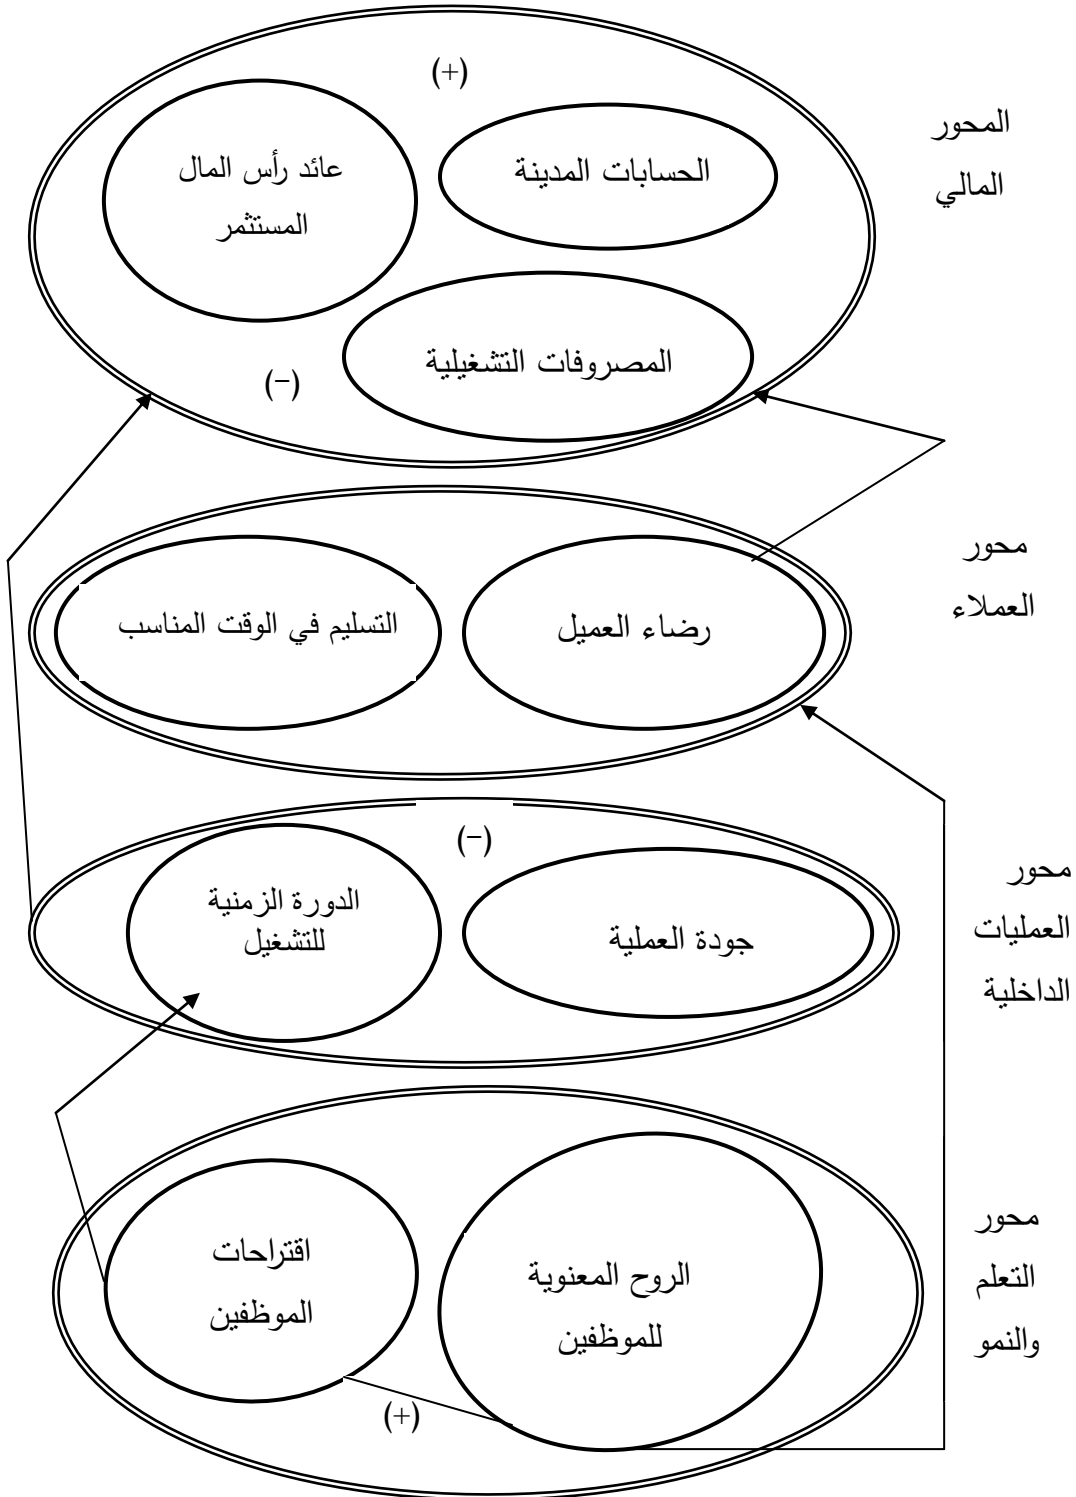 (+)
المحور
المالي
الحسابات المدينة
عائد رأس المال
المستثمر
المصروفات التشغيلية
(−)
محور
العملاء
رضاء العميل
التسليم في الوقت المناسب
(−)
محور
العمليات
الداخلية
جودة العملية
الدورة الزمنية
للتشغيل
محور
التعلم
والنمو
الروح المعنوية
للموظفين
اقتراحات
الموظفين
(+)